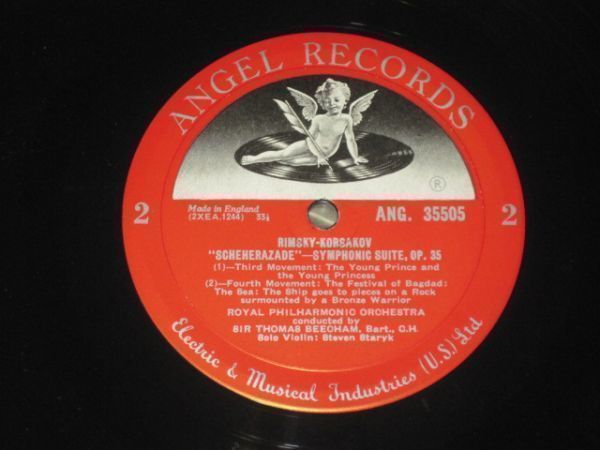 ANGEL RECORDS
®
Made in England
(2XEA.1244) 33⅓
ANG. 35505
2
2
RIMSKY-KORSAKOV
"SCHEHERAZADE"—SYMPHONIC SUITE, OP. 35
(1)—Third Movement: The Young Prince and
the Young Princess
(2)—Fourth Movement: The Festival of Bagdad:
The Sea: The Ship goes to pieces on a Rock
surmounted by a Bronze Warrior
ROYAL PHILHARMONIC ORCHESTRA
conducted by
SIR THOMAS BEECHAM, Bart., C.H.
Solo Violin: Steven Staryk
Electric & Musical Industries (U.S) Ltd